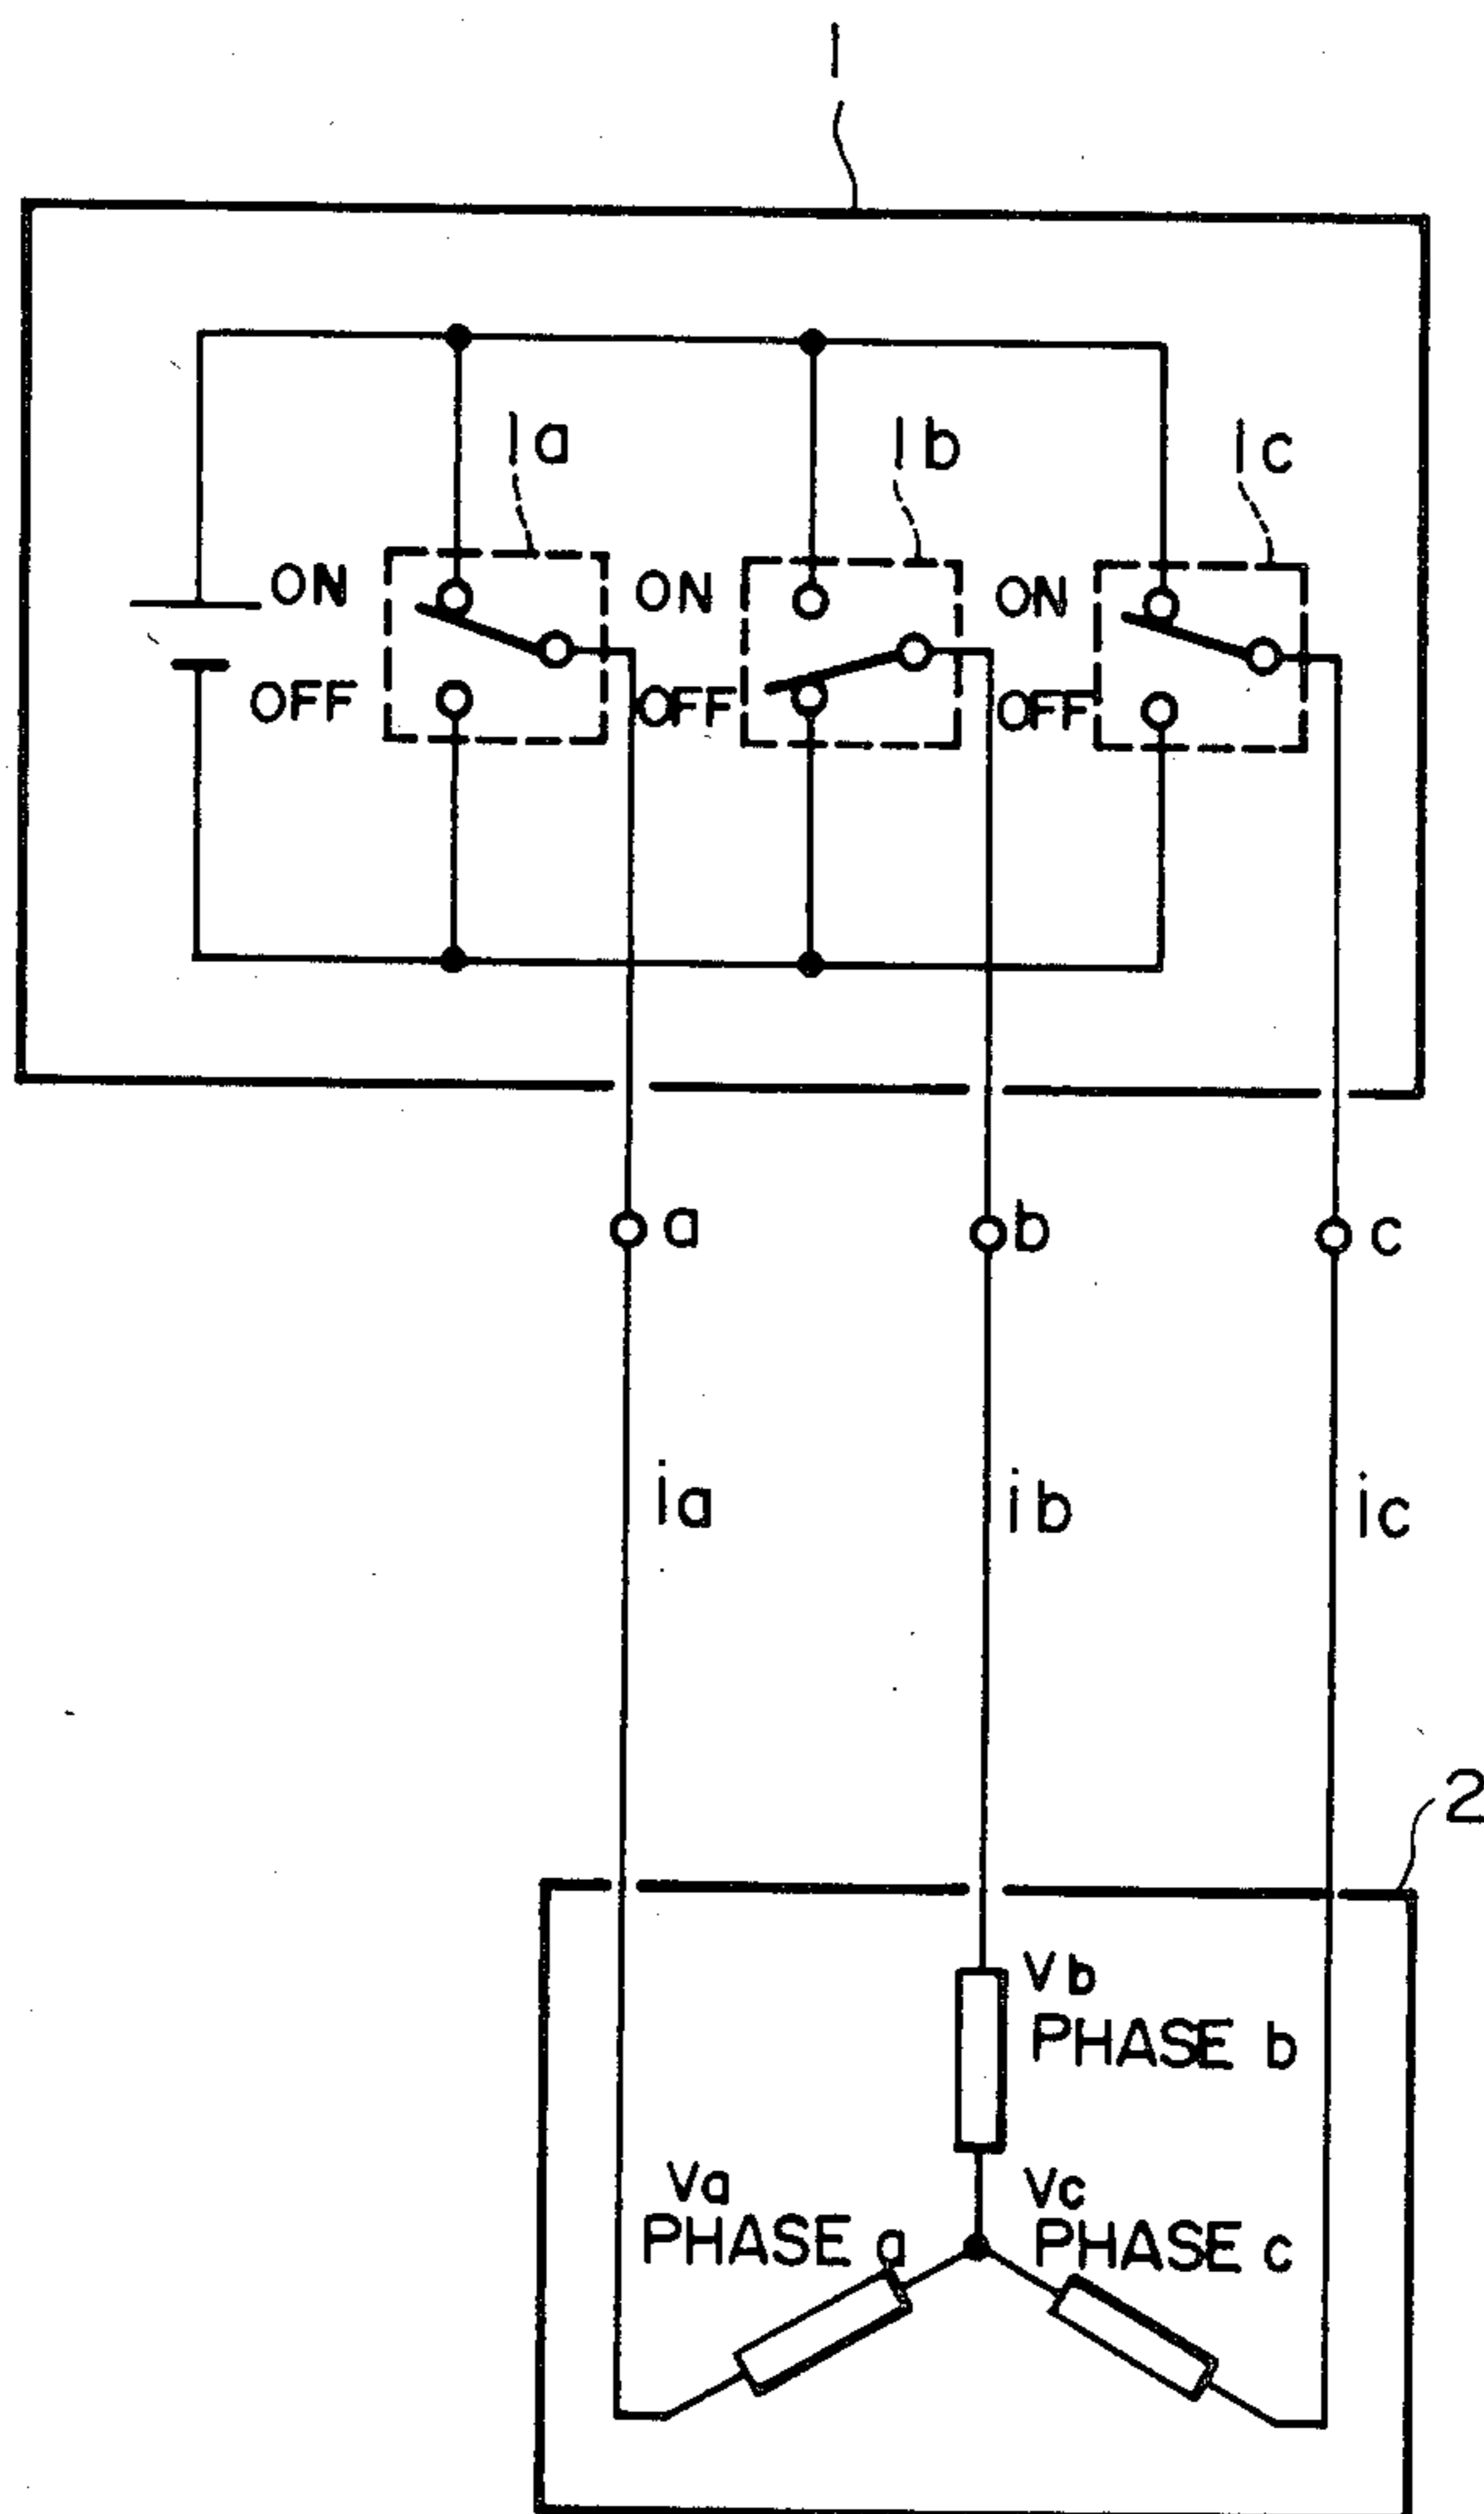 1
1a
1b
1c
ON
ON
ON
OFF
OFF
OFF
a
b
c
ia
ib
ic
2
Vb
PHASE b
Va
PHASE a
Vc
PHASE c